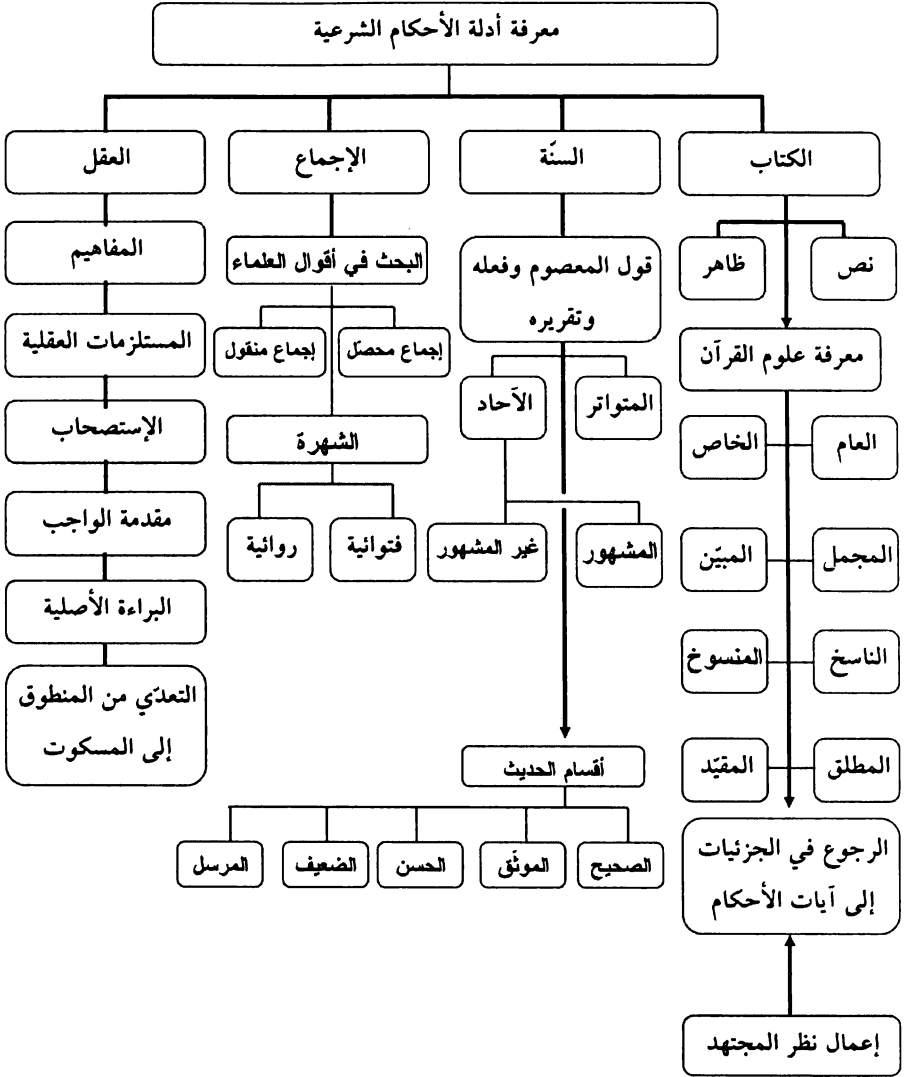 معرفة أدلة الأحكام الشرعية
الكتاب
السنّة
الإجماع
العقل
نص
ظاهر
معرفة علوم القرآن
العام
الخاص
المجمل
المبيّن
الناسخ
المنسوخ
المطلق
المقيّد
الرجوع في الجزئيات
إلى آيات الأحكام
إعمال نظر المجتهد
قول المعصوم وفعله
وتقريره
المتواتر
الآحاد
المشهور
غير المشهور
أقسام الحديث
الصحيح
الموثّق
الحسن
الضعيف
المرسل
البحث في أقوال العلماء
إجماع محصّل
إجماع منقول
الشهرة
فتوائية
روائية
المفاهيم
المستلزمات العقلية
الإستصحاب
مقدمة الواجب
البراءة الأصلية
التعدّي من المنطوق
إلى المسكوت